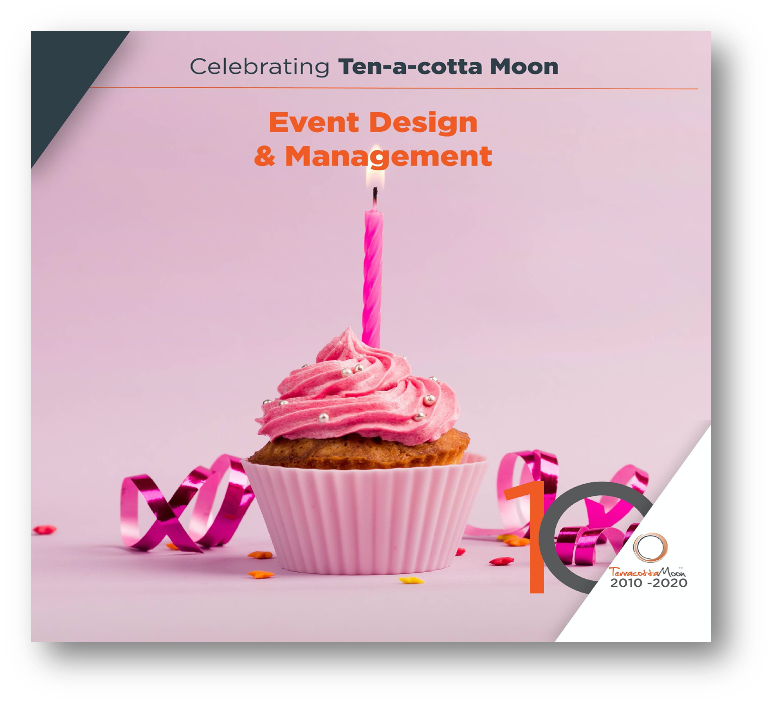 Celebrating Ten-a-cotta Moon
Event Design
& Management
10
TerracottaMoon
2010 -2020